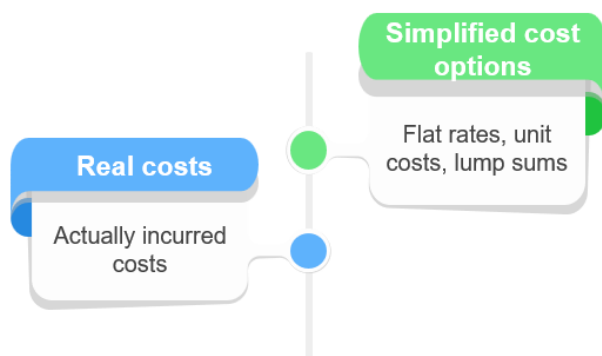 Simplified cost
options
Flat rates, unit
costs, lump sums
Real costs
Actually incurred
costs